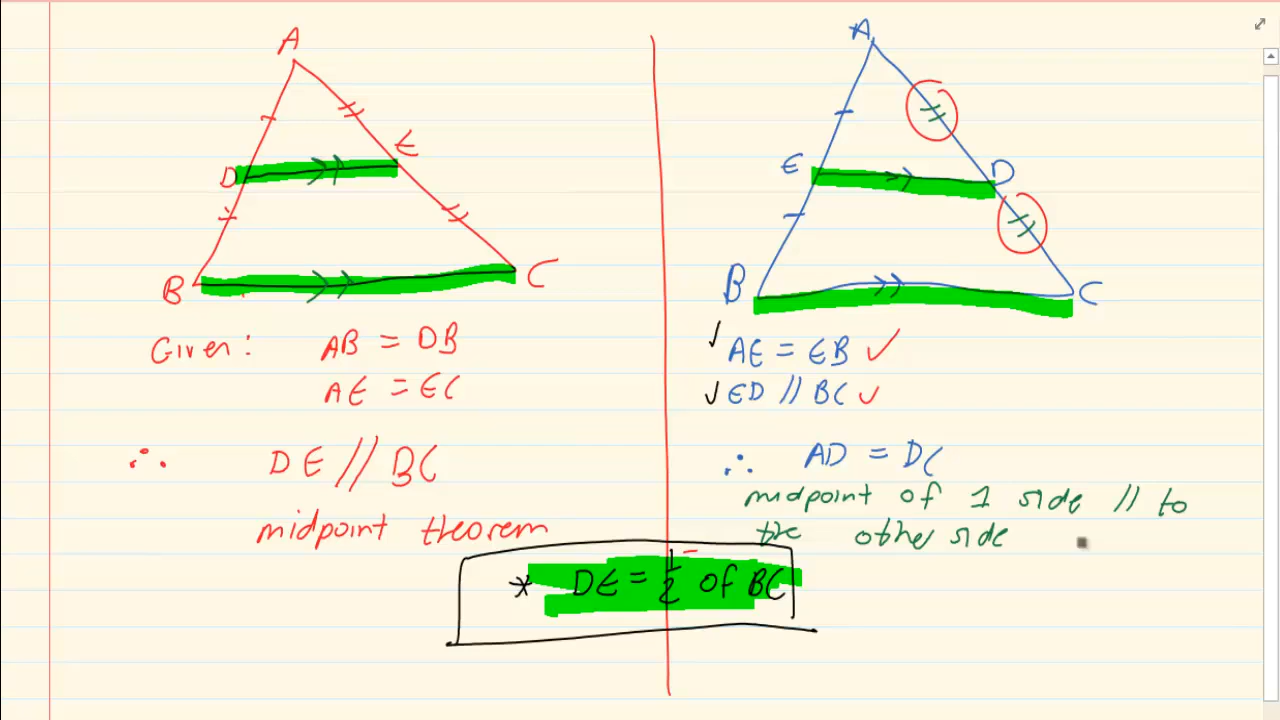 A
E
D
B
C
Given: AB = DB
AE = EC
∴ DE // BC
midpoint theorem
A
E
D
B
C
✓ AE = EB ✓
✓ ED // BC ✓
∴ AD = DC
midpoint of 1 side // to
the other side
* DE = 1/2 of BC